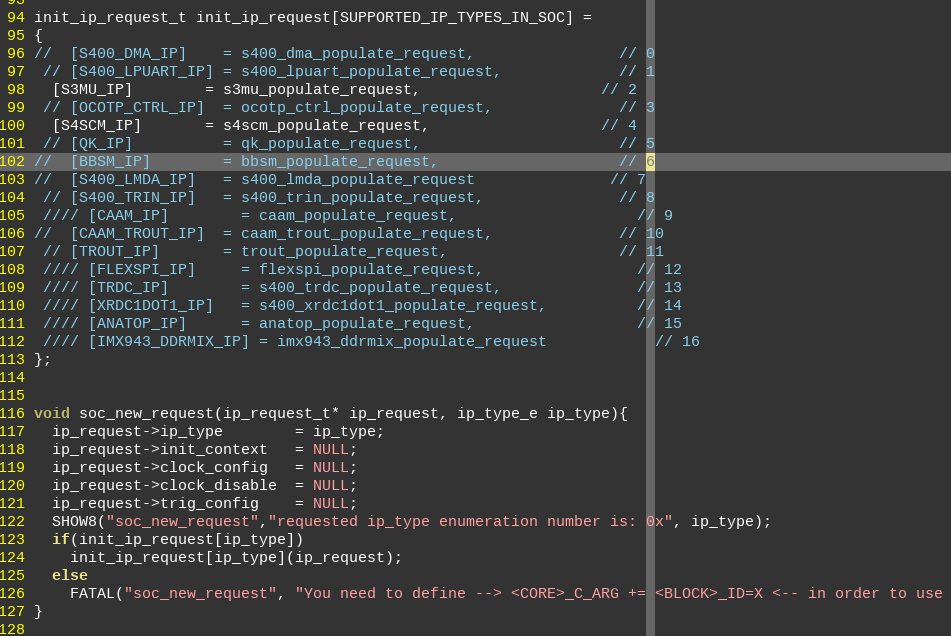 93
94 init_ip_request_t init_ip_request[SUPPORTED_IP_TYPES_IN_SOC] =
95 {
96 //  [S400_DMA_IP]    = s400_dma_populate_request,                // 0
97  // [S400_LPUART_IP] = s400_lpuart_populate_request,             // 1
98   [S3MU_IP]        = s3mu_populate_request,                    // 2
99  // [OCOTP_CTRL_IP]  = ocotp_ctrl_populate_request,              // 3
100   [S4SCM_IP]       = s4scm_populate_request,                   // 4
101  // [QK_IP]          = qk_populate_request,                      // 5
102 //  [BBSM_IP]        = bbsm_populate_request,                    // 6
103 //  [S400_LMDA_IP]   = s400_lmda_populate_request               // 7
104  // [S400_TRIN_IP]   = s400_trin_populate_request,               // 8
105  //// [CAAM_IP]        = caam_populate_request,                    // 9
106 //  [CAAM_TROUT_IP]  = caam_trout_populate_request,              // 10
107  // [TROUT_IP]       = trout_populate_request,                   // 11
108  //// [FLEXSPI_IP]     = flexspi_populate_request,                 // 12
109  //// [TRDC_IP]        = s400_trdc_populate_request,               // 13
110  //// [XRDC1DOT1_IP]   = s400_xrdc1dot1_populate_request,          // 14
111  //// [ANATOP_IP]      = anatop_populate_request,                  // 15
112  //// [IMX943_DDRMIX_IP] = imx943_ddrmix_populate_request            // 16
113 };
114
115
116 void soc_new_request(ip_request_t* ip_request, ip_type_e ip_type){
117   ip_request->ip_type        = ip_type;
118   ip_request->init_context   = NULL;
119   ip_request->clock_config   = NULL;
120   ip_request->clock_disable  = NULL;
121   ip_request->trig_config    = NULL;
122   SHOW8("soc_new_request","requested ip_type enumeration number is: 0x", ip_type);
123   if(init_ip_request[ip_type])
124     init_ip_request[ip_type](ip_request);
125   else
126     FATAL("soc_new_request", "You need to define --> <CORE>_C_ARG += <BLOCK>_ID=X <-- in order to use
127 }
128